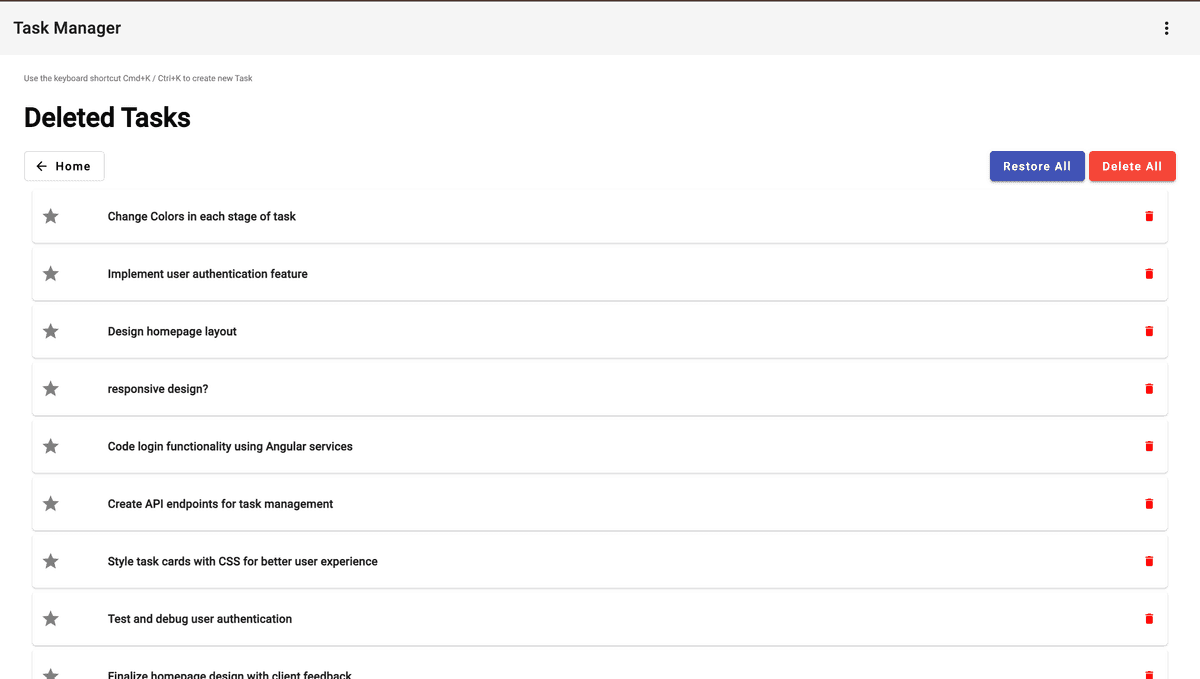 Task Manager
Use the keyboard shortcut Cmd+K / Ctrl+K to create new Task
Deleted Tasks
Home
Restore All
Delete All
Change Colors in each stage of task
Implement user authentication feature
Design homepage layout
responsive design?
Code login functionality using Angular services
Create API endpoints for task management
Style task cards with CSS for better user experience
Test and debug user authentication
Finalize homepage design with client feedback